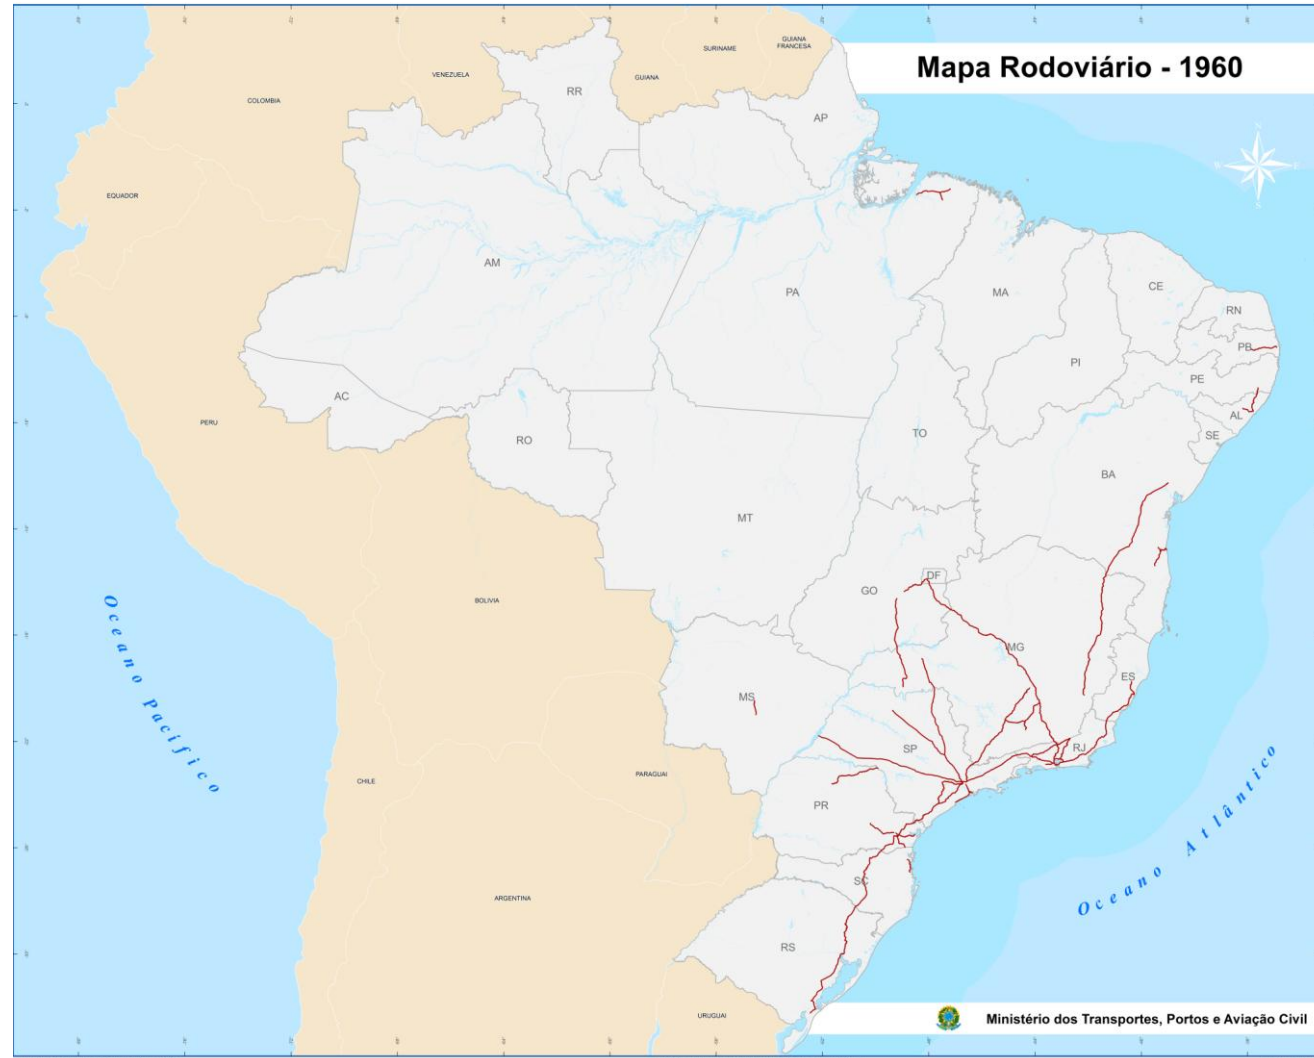 GUIANA
FRANCESA
SURINAME
Mapa Rodoviário - 1960
VENEZUELA
GUIANA
RR
COLOMBIA
AP
EQUADOR
AM
PA
MA
CE
RN
PB
PI
PE
AC
AL
PERU
TO
SE
RO
BA
MT
DF
GO
BOLIVIA
Oceano Pacífico
MG
ES
MS
SP
RJ
PARAGUAI
CHILE
PR
Oceano Atlântico
SC
ARGENTINA
RS
URUGUAI
Ministério dos Transportes, Portos e Aviação Civil